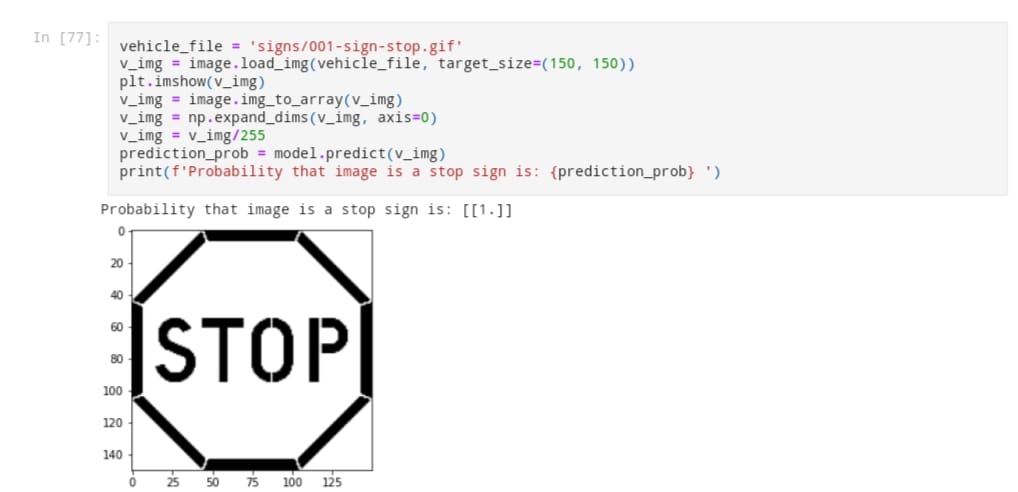 In [77]:
vehicle_file = 'signs/001-sign-stop.gif'
v_img = image.load_img(vehicle_file, target_size=(150, 150))
plt.imshow(v_img)
v_img = image.img_to_array(v_img)
v_img = np.expand_dims(v_img, axis=0)
v_img = v_img/255
prediction_prob = model.predict(v_img)
print(f'Probability that image is a stop sign is: {prediction_prob} ')
Probability that image is a stop sign is: [[1.]]
0
20
40
60
80
100
120
140
STOP
0 25 50 75 100 125